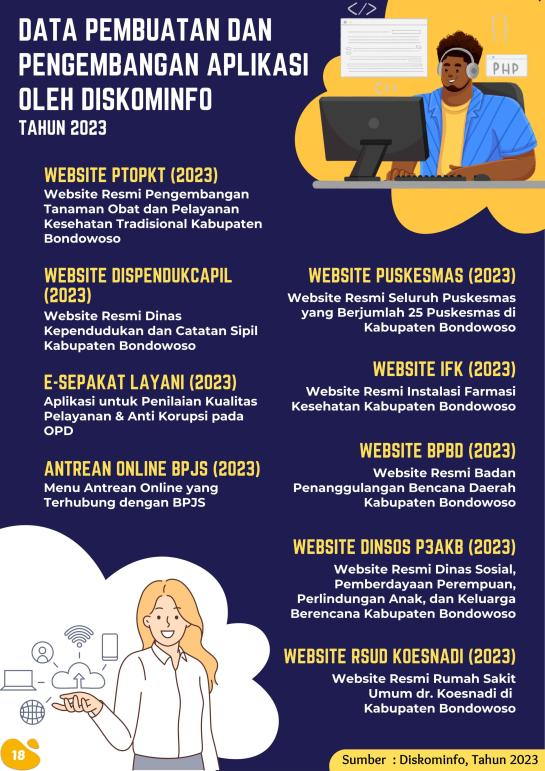 DATA PEMBUATAN DAN
PENGEMBANGAN APLIKASI
OLEH DISKOMINFO
TAHUN 2023
</>
PHP
C++
WEBSITE PTOPKT (2023)
Website Resmi Pengembangan
Tanaman Obat dan Pelayanan
Kesehatan Tradisional Kabupaten
Bondowoso
WEBSITE DISPENDUKCAPIL
(2023)
Website Resmi Dinas
Kependudukan dan Catatan Sipil
Kabupaten Bondowoso
E-SEPAKAT LAYANI (2023)
Aplikasi untuk Penilaian Kualitas
Pelayanan & Anti Korupsi pada
OPD
ANTREAN ONLINE BPJS (2023)
Menu Antrean Online yang
Terhubung dengan BPJS
WEBSITE PUSKESMAS (2023)
Website Resmi Seluruh Puskesmas
yang Berjumlah 25 Puskesmas di
Kabupaten Bondowoso
WEBSITE IFK (2023)
Website Resmi Instalasi Farmasi
Kesehatan Kabupaten Bondowoso
WEBSITE BPBD (2023)
Website Resmi Badan
Penanggulangan Bencana Daerah
Kabupaten Bondowoso
WEBSITE DINSOS P3AKB (2023)
Website Resmi Dinas Sosial,
Pemberdayaan Perempuan,
Perlindungan Anak, dan Keluarga
Berencana Kabupaten Bondowoso
WEBSITE RSUD KOESNADI (2023)
Website Resmi Rumah Sakit
Umum dr. Koesnadi di
Kabupaten Bondowoso
18
Sumber : Diskominfo, Tahun 2023